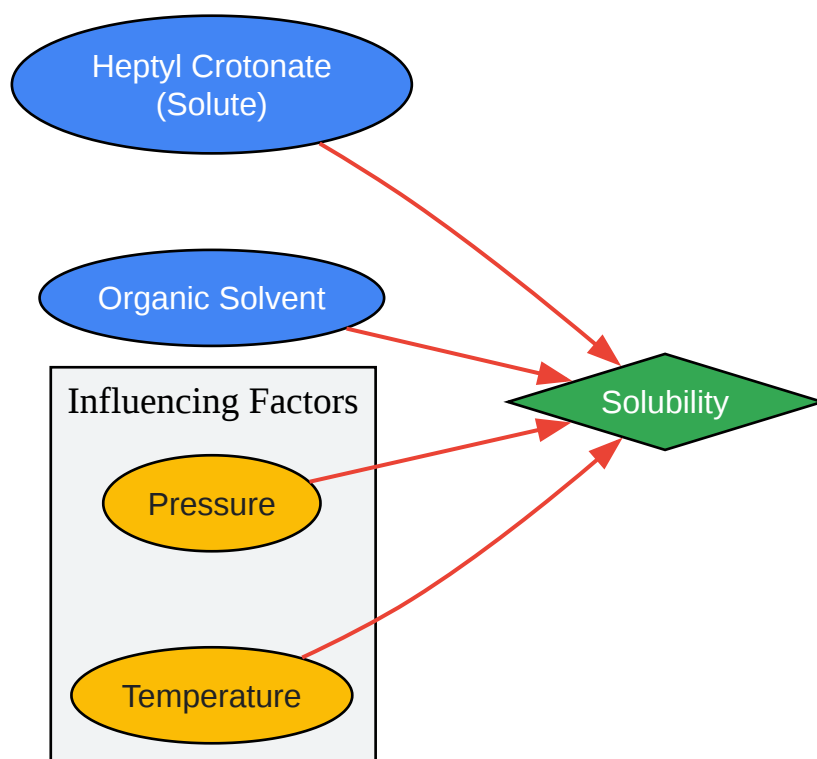 Heptyl Crotonate
(Solute)
Organic Solvent
Influencing Factors
Solubility
Pressure
Temperature